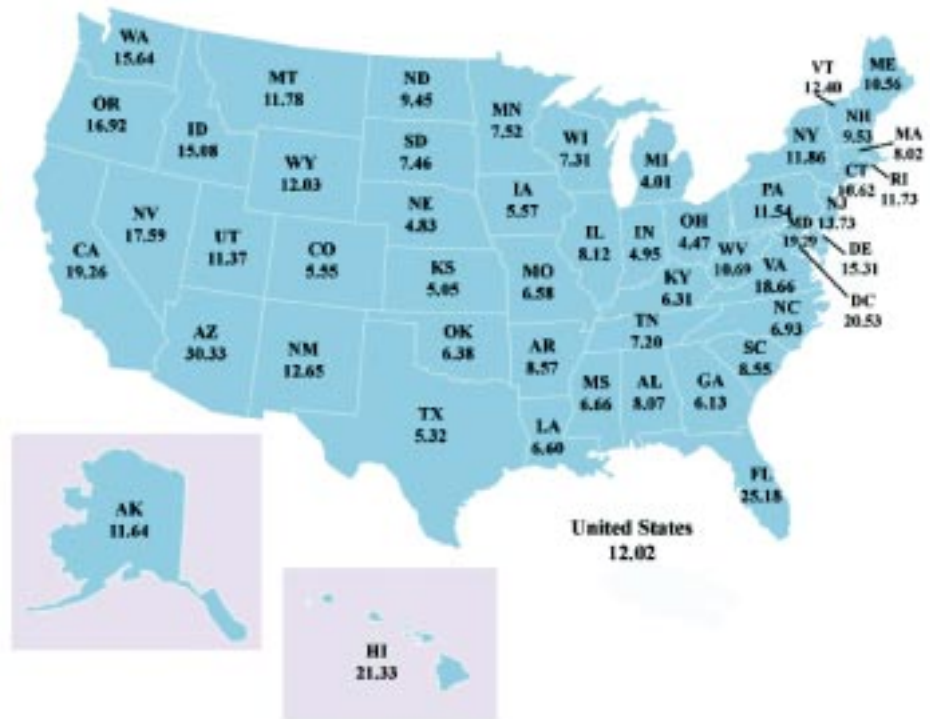 WA
15.64
OR
16.92
ID
15.08
MT
11.78
WY
12.03
NV
17.59
CA
19.26
UT
11.37
AZ
30.33
CO
5.55
NM
12.65
ND
9.45
SD
7.46
NE
4.83
KS
5.05
OK
6.38
TX
5.32
MN
7.52
IA
5.57
MO
6.58
AR
8.57
LA
6.60
WI
7.31
IL
8.12
MI
4.01
IN
4.95
OH
4.47
KY
6.31
TN
7.20
MS
6.66
AL
8.07
GA
6.13
FL
25.18
SC
8.55
NC
6.93
VA
18.66
WV
10.69
PA
11.54
NY
11.86
VT
12.40
ME
10.56
NH
9.53
MA
8.02
RI
11.73
CT
10.62
NJ
13.73
MD
19.29
DE
15.31
DC
20.53
AK
11.64
HI
21.33
United States
12.02